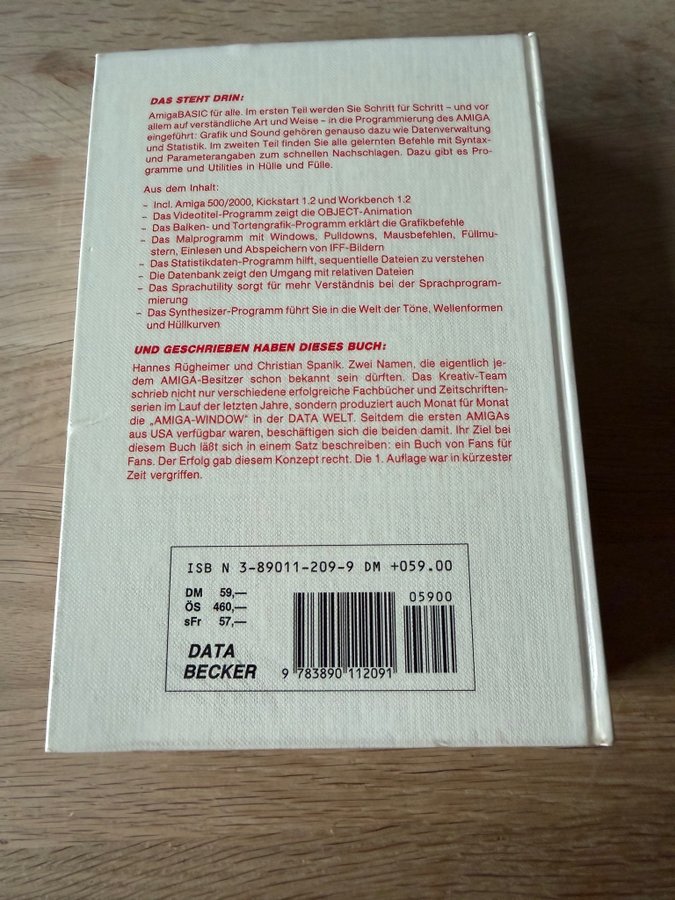 DAS STEHT DRIN:
AmigaBASIC für alle. Im ersten Teil werden Sie Schritt für Schritt – und vor
allem auf verständliche Art und Weise – in die Programmierung des AMIGA
eingeführt: Grafik und Sound gehören genauso dazu wie Datenverwaltung
und Statistik. Im zweiten Teil finden Sie alle gelernten Befehle mit Syntax-
und Parameterangaben zum schnellen Nachschlagen. Dazu gibt es Pro-
gramme und Utilities in Hülle und Fülle.
Aus dem Inhalt:
– Incl. Amiga 500/2000, Kickstart 1.2 und Workbench 1.2
– Das Videotitel-Programm zeigt die OBJECT-Animation
– Das Balken- und Tortengrafik-Programm erklärt die Grafikbefehle
– Das Malprogramm mit Windows, Pulldowns, Mausbefehlen, Füllmu-
stern, Einlesen und Abspeichern von IFF-Bildern
– Das Statistikdaten-Programm hilft, sequentielle Dateien zu verstehen
– Die Datenbank zeigt den Umgang mit relativen Dateien
– Das Sprachutility sorgt für mehr Verständnis bei der Sprachprogram-
mierung
– Das Synthesizer-Programm führt Sie in die Welt der Töne, Wellenformen
und Hüllkurven
UND GESCHRIEBEN HABEN DIESES BUCH:
Hannes Rügheimer und Christian Spanik. Zwei Namen, die eigentlich je-
dem AMIGA-Besitzer schon bekannt sein dürften. Das Kreativ-Team
schrieb nicht nur verschiedene erfolgreiche Fachbücher und Zeitschriften-
serien im Lauf der letzten Jahre, sondern produziert auch Monat für Monat
die „AMIGA-WINDOW" in der DATA WELT. Seitdem die ersten AMIGAs
aus USA verfügbar waren, beschäftigen sich die beiden damit. Ihr Ziel bei
diesem Buch läßt sich in einem Satz beschreiben: ein Buch von Fans für
Fans. Der Erfolg gab diesem Konzept recht. Die 1. Auflage war in kürzester
Zeit vergriffen.
ISB N 3-89011-209-9 DM +059.00
DM 59,—
ÖS 460,—
sFr 57,—
05900
DATA
BECKER
9 783890 112091